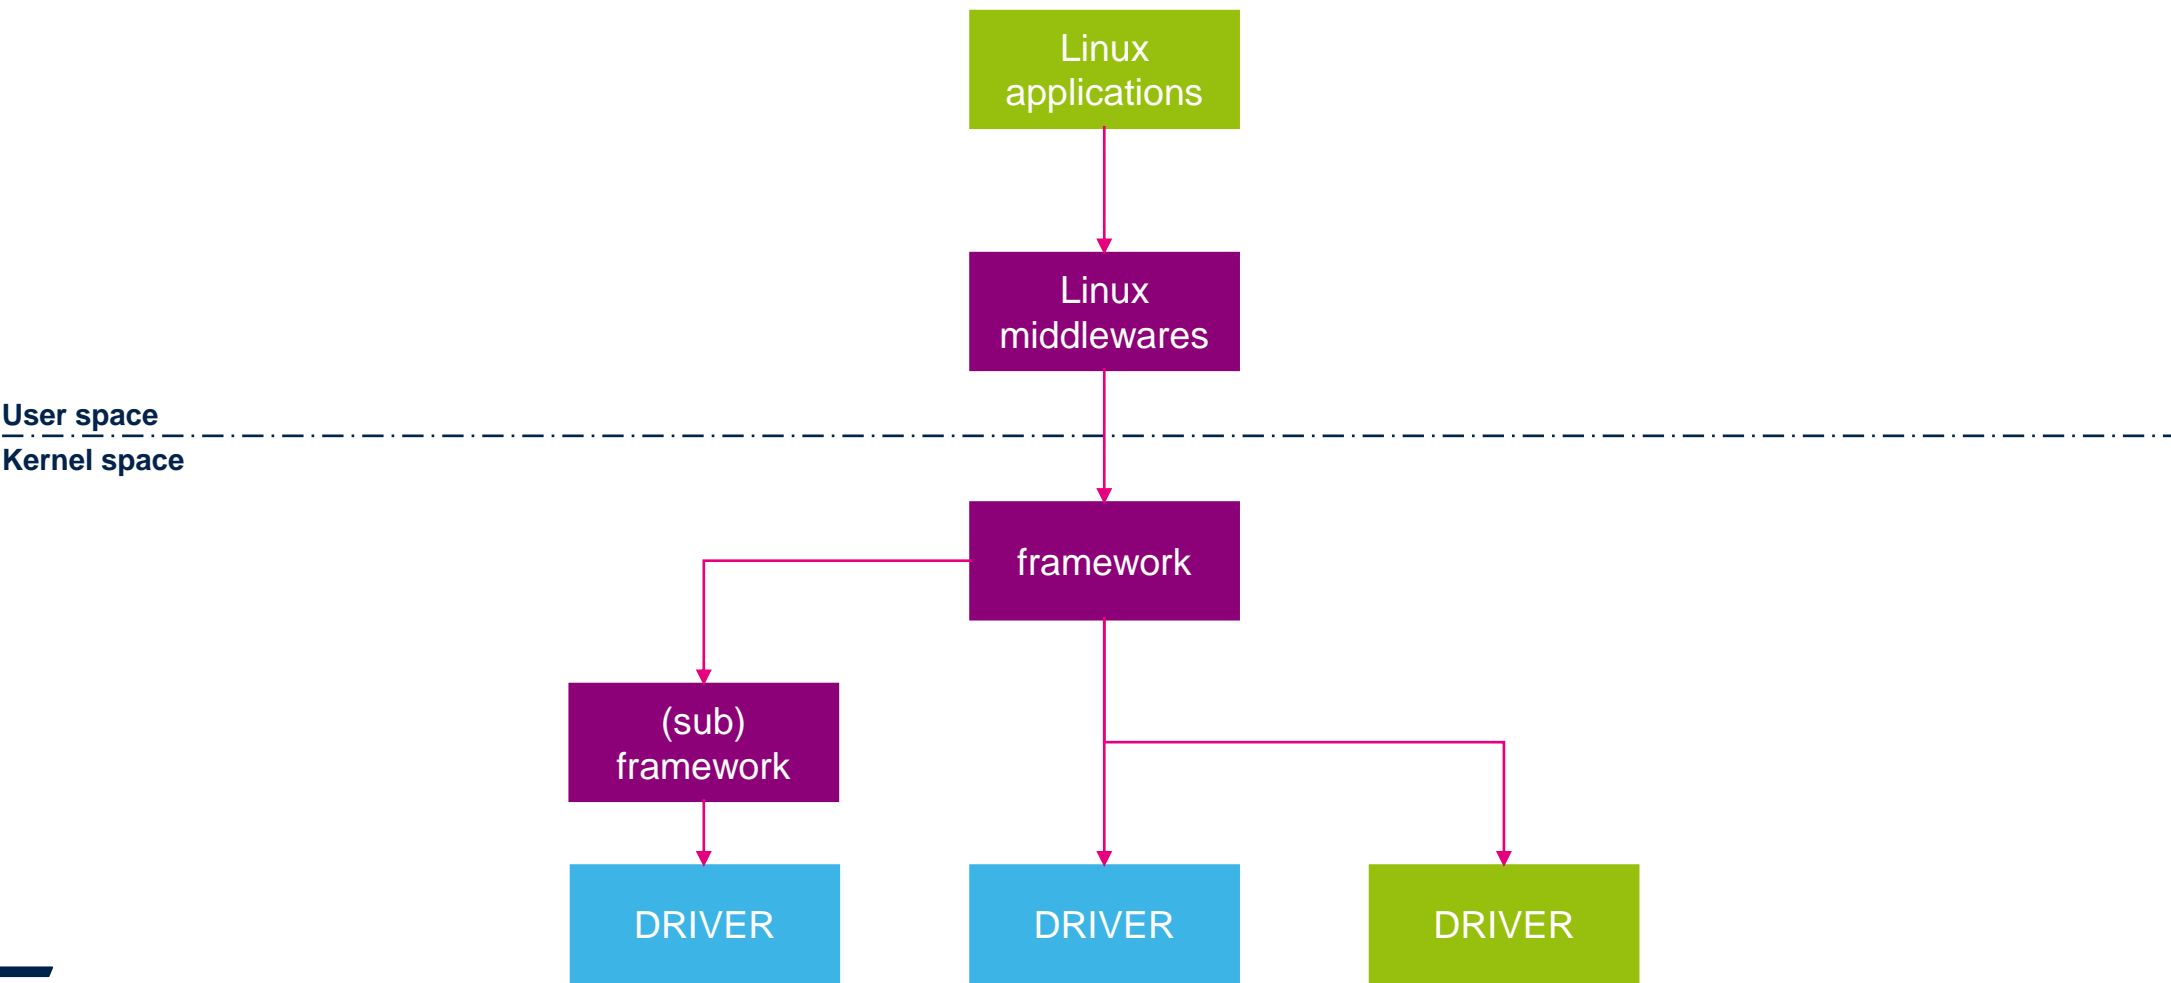 Linux
applications
Linux
middlewares
User space
Kernel space
framework
(sub)
framework
DRIVER
DRIVER
DRIVER